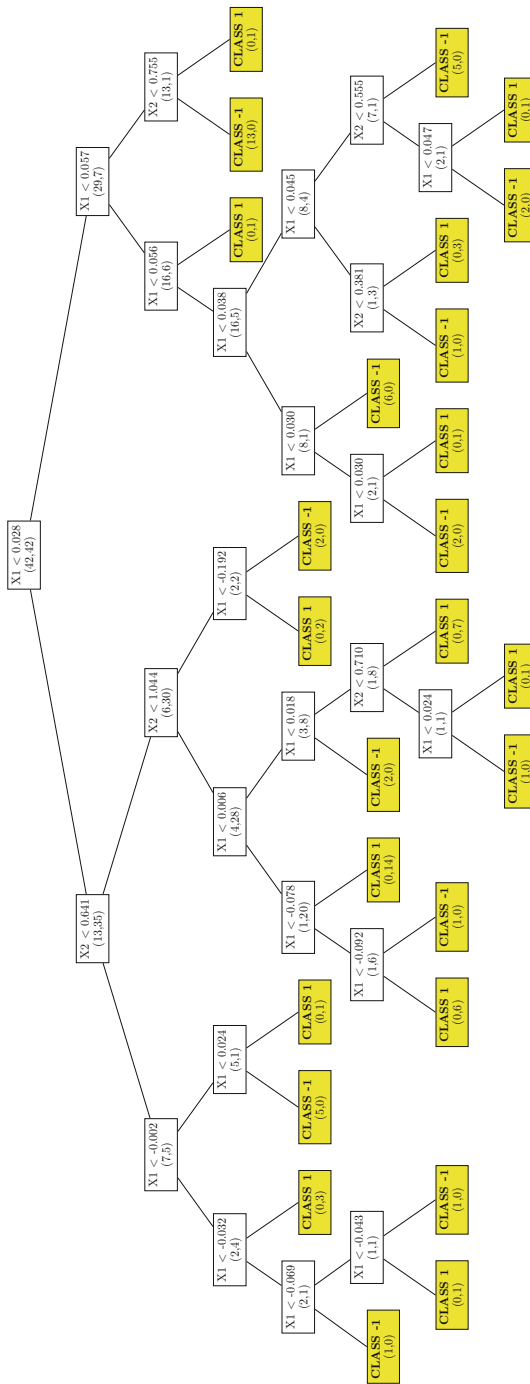 X1 < 0.028
(42,42)
X2 < 0.641
(13,35)
X1 < 0.057
(29,7)
X1 < -0.002
(7,5)
X2 < 1.044
(6,30)
X1 < 0.056
(16,6)
X2 < 0.755
(13,1)
X1 < -0.032
(2,4)
X1 < 0.024
(5,1)
X1 < 0.006
(4,28)
X1 < -0.192
(2,2)
X1 < 0.038
(16,5)
CLASS 1
(0,1)
CLASS -1
(13,0)
CLASS 1
(0,1)
X1 < -0.069
(2,1)
CLASS 1
(0,3)
CLASS -1
(5,0)
CLASS 1
(0,1)
X1 < -0.078
(1,20)
X1 < 0.018
(3,8)
CLASS 1
(0,2)
CLASS -1
(2,0)
X1 < 0.030
(8,1)
X1 < 0.045
(8,4)
CLASS -1
(1,0)
X1 < -0.043
(1,1)
X1 < -0.092
(1,6)
CLASS 1
(0,14)
CLASS -1
(2,0)
X2 < 0.710
(1,8)
X1 < 0.030
(2,1)
CLASS -1
(6,0)
X2 < 0.381
(1,3)
X2 < 0.555
(7,1)
CLASS 1
(0,1)
CLASS -1
(1,0)
CLASS 1
(0,6)
CLASS -1
(1,0)
X1 < 0.024
(1,1)
CLASS 1
(0,7)
CLASS -1
(2,0)
CLASS 1
(0,1)
CLASS -1
(1,0)
CLASS 1
(0,3)
X1 < 0.047
(2,1)
CLASS -1
(5,0)
CLASS -1
(1,0)
CLASS 1
(0,1)
CLASS -1
(2,0)
CLASS 1
(0,1)